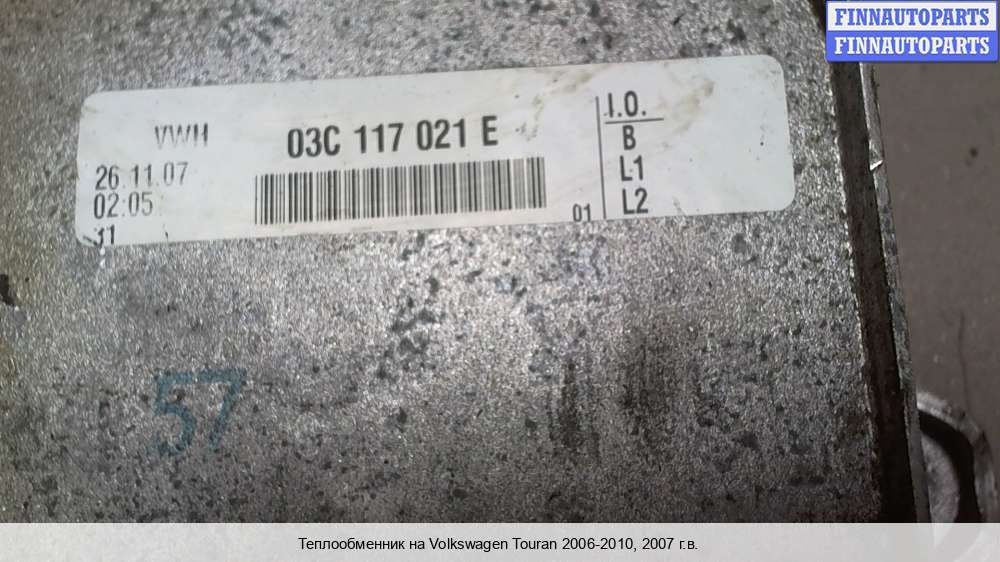 FINNAUTOPARTS
FINNAUTOPARTS
VWH
03C 117 021 E
26.11.07
02:05
11
01
I.O.
B
L1
L2
57
Теплообменник на Volkswagen Touran 2006-2010, 2007 г.в.